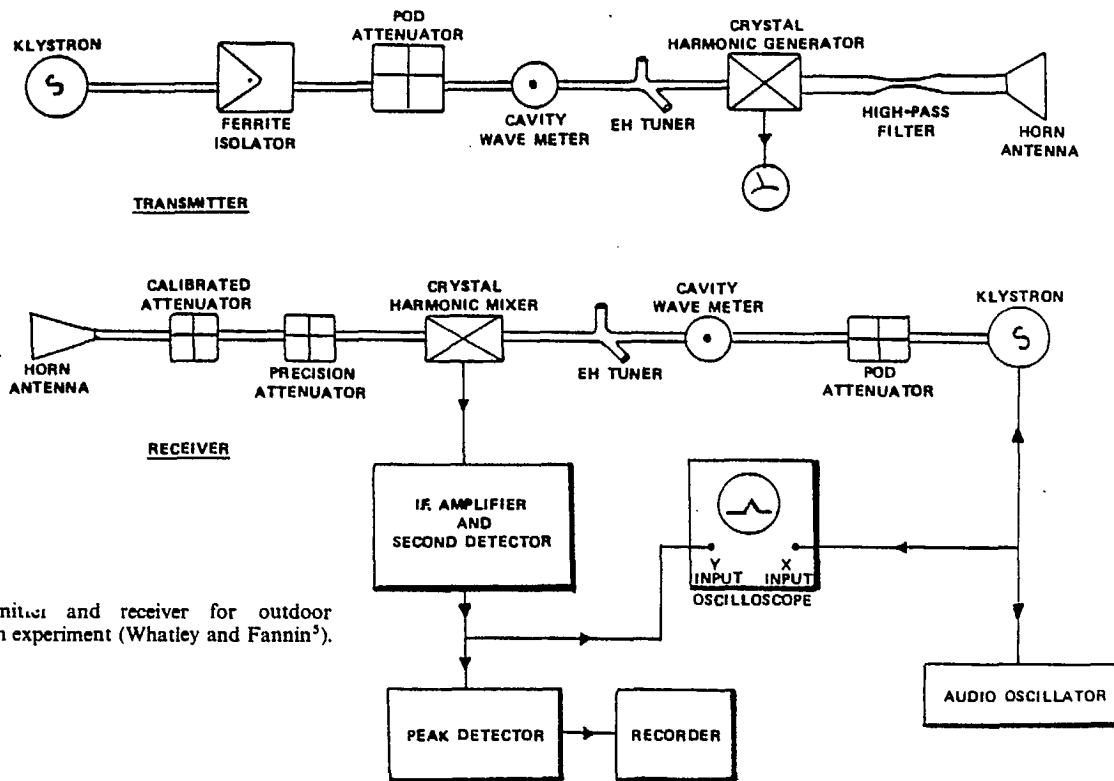 KLYSTRON
FERRITE
ISOLATOR
POD
ATTENUATOR
CAVITY
WAVE METER
EH TUNER
CRYSTAL
HARMONIC GENERATOR
HIGH-PASS
FILTER
HORN
ANTENNA
TRANSMITTER
HORN
ANTENNA
CALIBRATED
ATTENUATOR
PRECISION
ATTENUATOR
CRYSTAL
HARMONIC MIXER
EH TUNER
CAVITY
WAVE METER
POD
ATTENUATOR
KLYSTRON
RECEIVER
I.F. AMPLIFIER
AND
SECOND DETECTOR
Y
INPUT
X
INPUT
OSCILLOSCOPE
and receiver for outdoor
experiment (Whatley and Fannin⁵).
PEAK DETECTOR
RECORDER
AUDIO OSCILLATOR